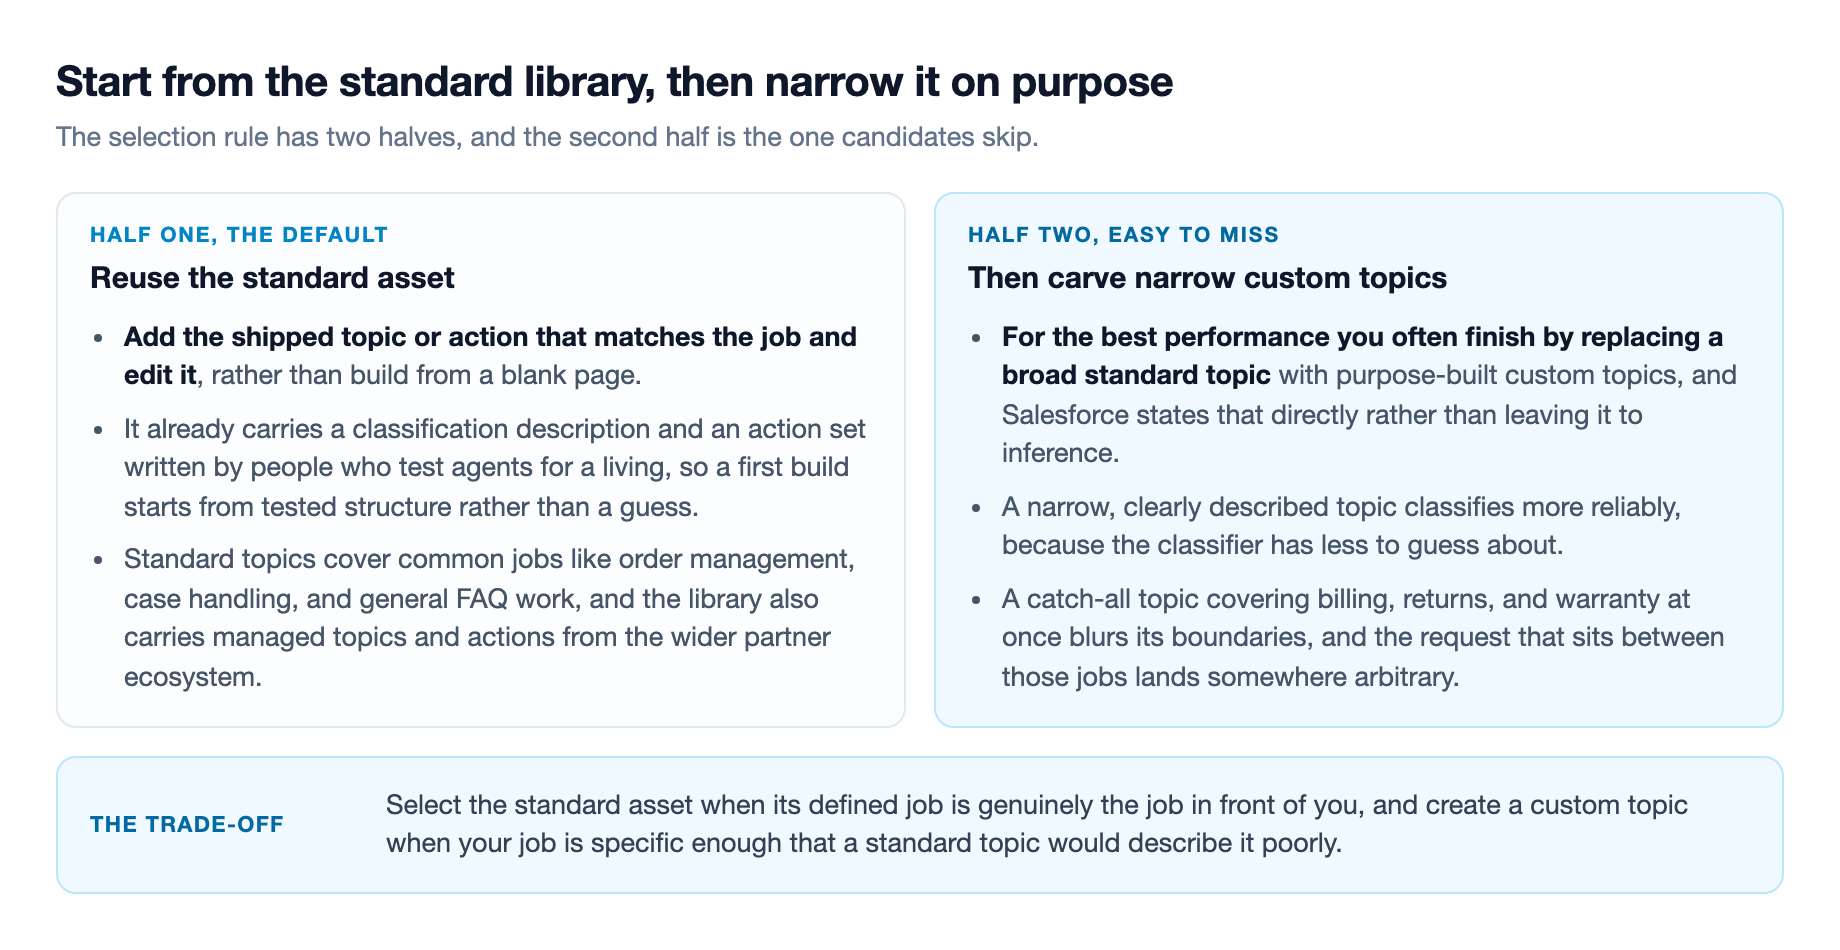 Start from the standard library, then narrow it on purpose
The selection rule has two halves, and the second half is the one candidates skip.
HALF ONE, THE DEFAULT
Reuse the standard asset
• Add the shipped topic or action that matches the job and
edit it, rather than build from a blank page.
• It already carries a classification description and an action set
written by people who test agents for a living, so a first build
starts from tested structure rather than a guess.
• Standard topics cover common jobs like order management,
case handling, and general FAQ work, and the library also
carries managed topics and actions from the wider partner
ecosystem.
HALF TWO, EASY TO MISS
Then carve narrow custom topics
• For the best performance you often finish by replacing a
broad standard topic with purpose-built custom topics, and
Salesforce states that directly rather than leaving it to
inference.
• A narrow, clearly described topic classifies more reliably,
because the classifier has less to guess about.
• A catch-all topic covering billing, returns, and warranty at
once blurs its boundaries, and the request that sits between
those jobs lands somewhere arbitrary.
THE TRADE-OFF
Select the standard asset when its defined job is genuinely the job in front of you, and create a custom topic
when your job is specific enough that a standard topic would describe it poorly.